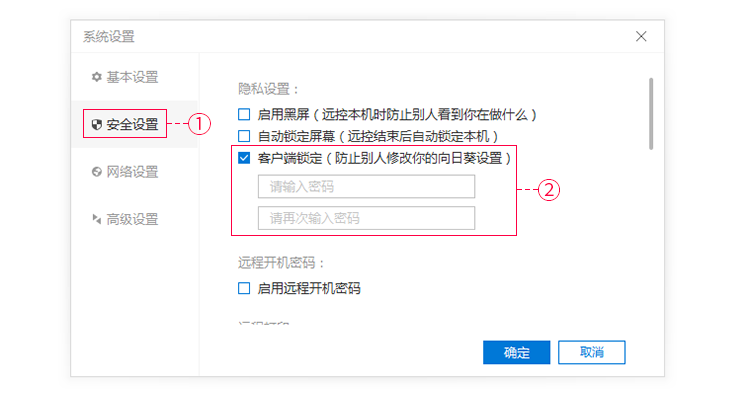 系统设置
基本设置
安全设置
①
网络设置
高级设置
隐私设置：
启用黑屏（远控本机时防止别人看到你在做什么）
自动锁定屏幕（远控结束后自动锁定本机）
客户端锁定（防止别人修改你的向日葵设置）
请输入密码
请再次输入密码
②
远程开机密码：
启用远程开机密码
确定
取消